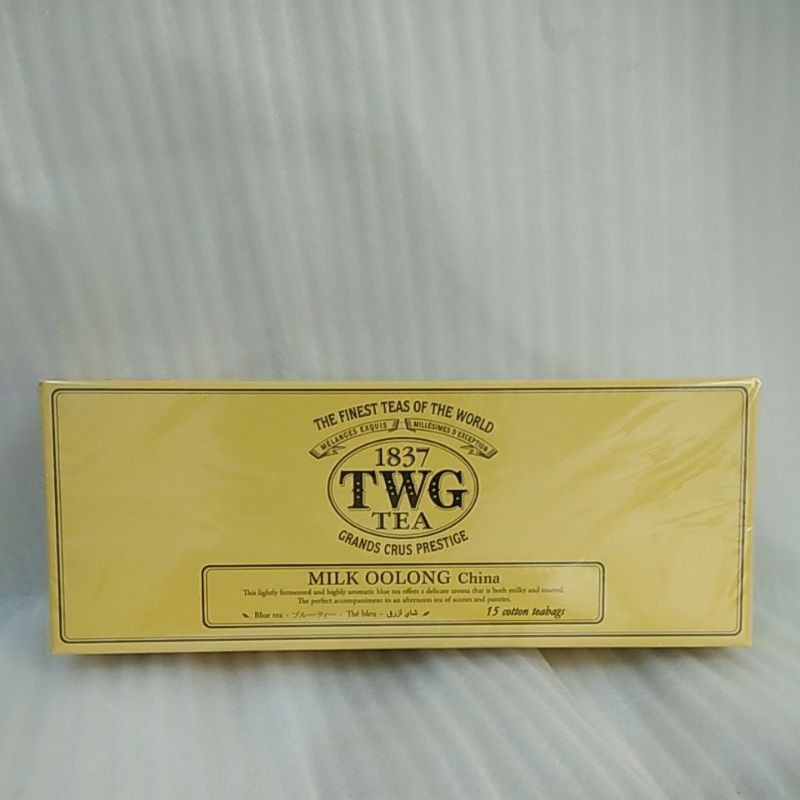 THE FINEST TEAS OF THE WORLD
MÉLANGES EXQUIS MILLÉSIMES D'EXCEPTION
1837
TWG
TEA
GRANDS CRUS PRESTIGE
MILK OOLONG China
This lightly fermented and highly aromatic blue tea offers a delicate aroma that is both milky and toasted.
The perfect accompaniment to an afternoon tea of scones and pastries.
Blue tea - ブルーティー - Thé bleu - شاي أزرق
15 cotton teabags